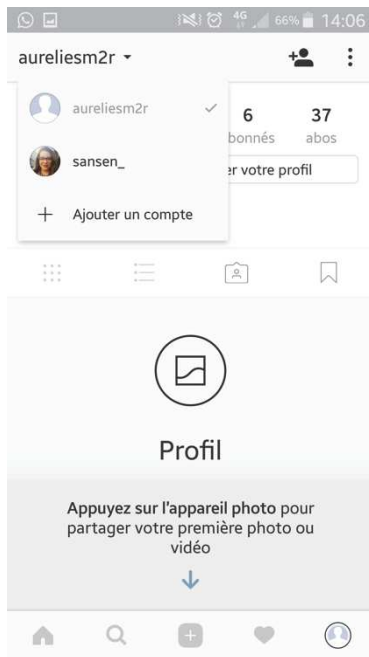 4G 66% 14:06
aureliesm2r
aureliesm2r
sansen_
+ Ajouter un compte
6 37
bonnés abos
er votre profil
Profil
Appuyez sur l'appareil photo pour
partager votre première photo ou
vidéo